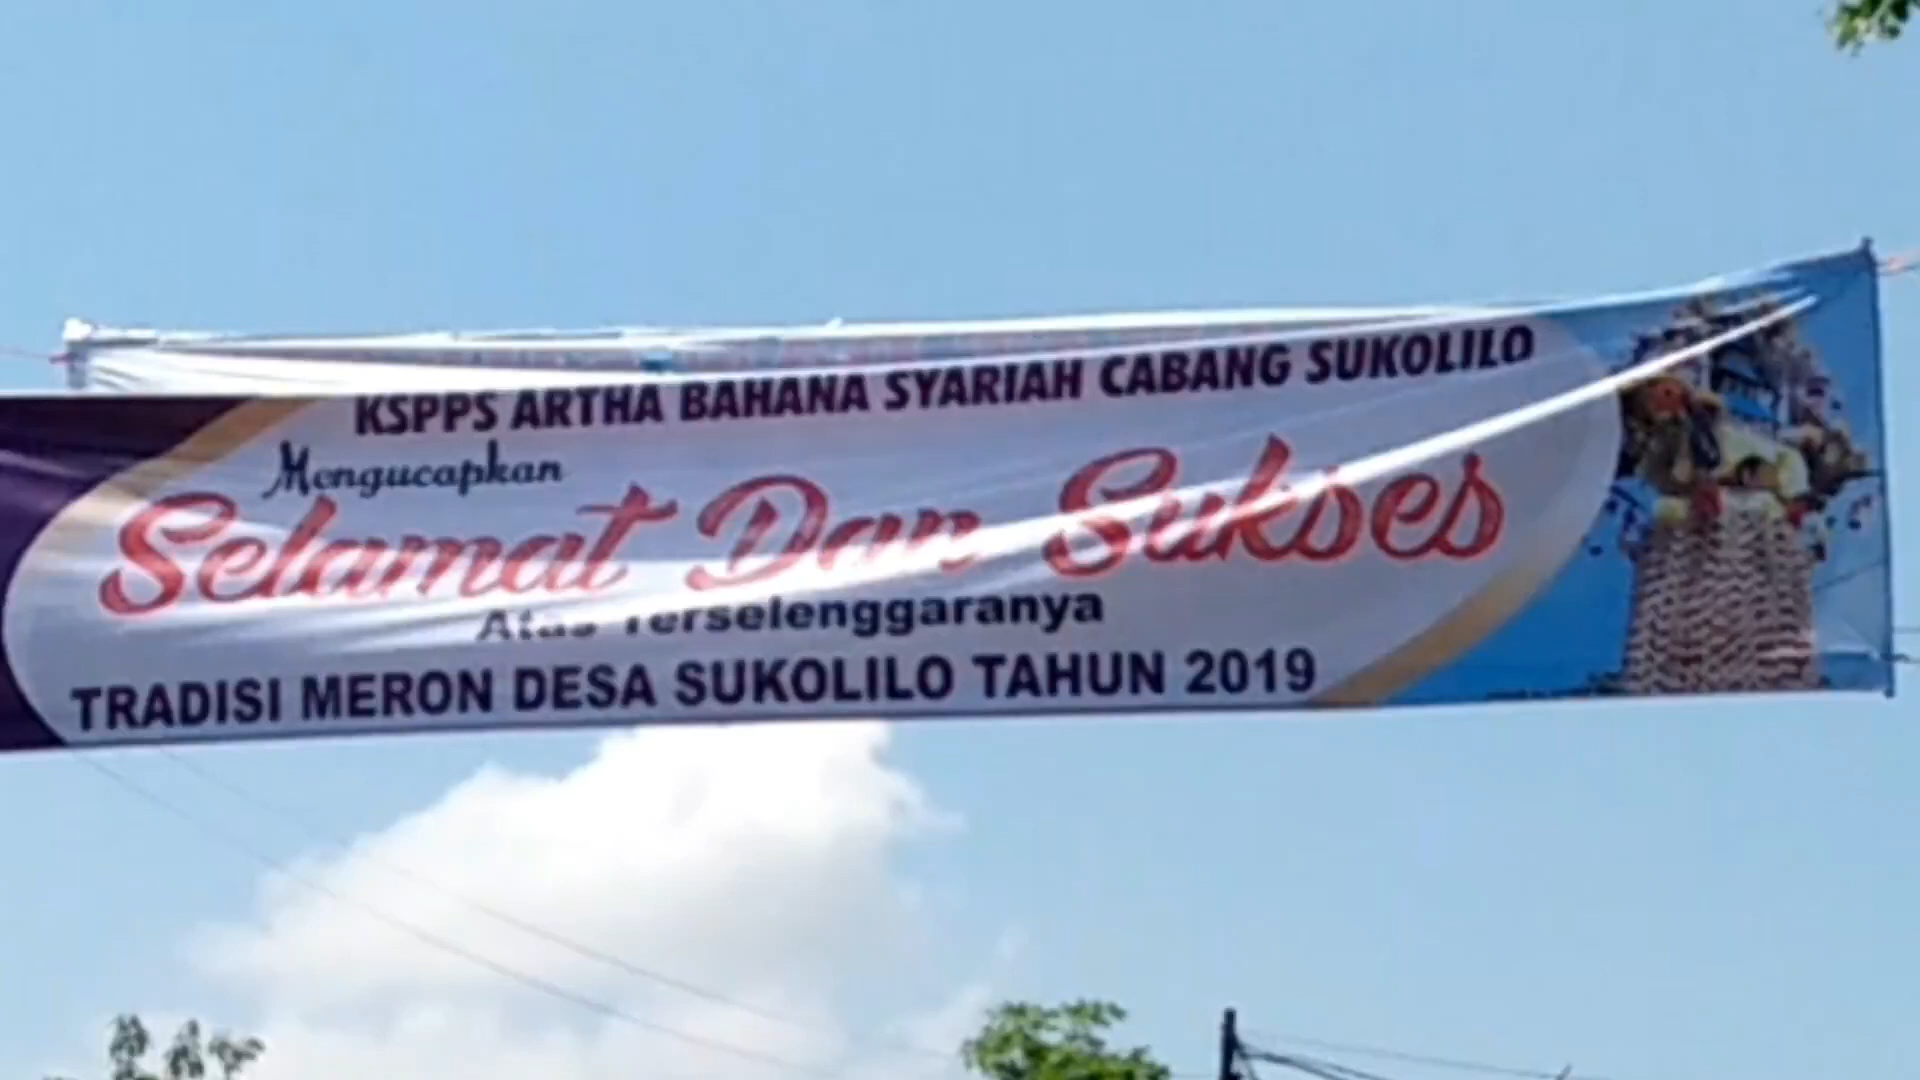 KSPPS ARTHA BAHANA SYARIAH CABANG SUKOLILO
Mengucapkan
Selamat Dan Sukses
Atas Terselenggaranya
TRADISI MERON DESA SUKOLILO TAHUN 2019